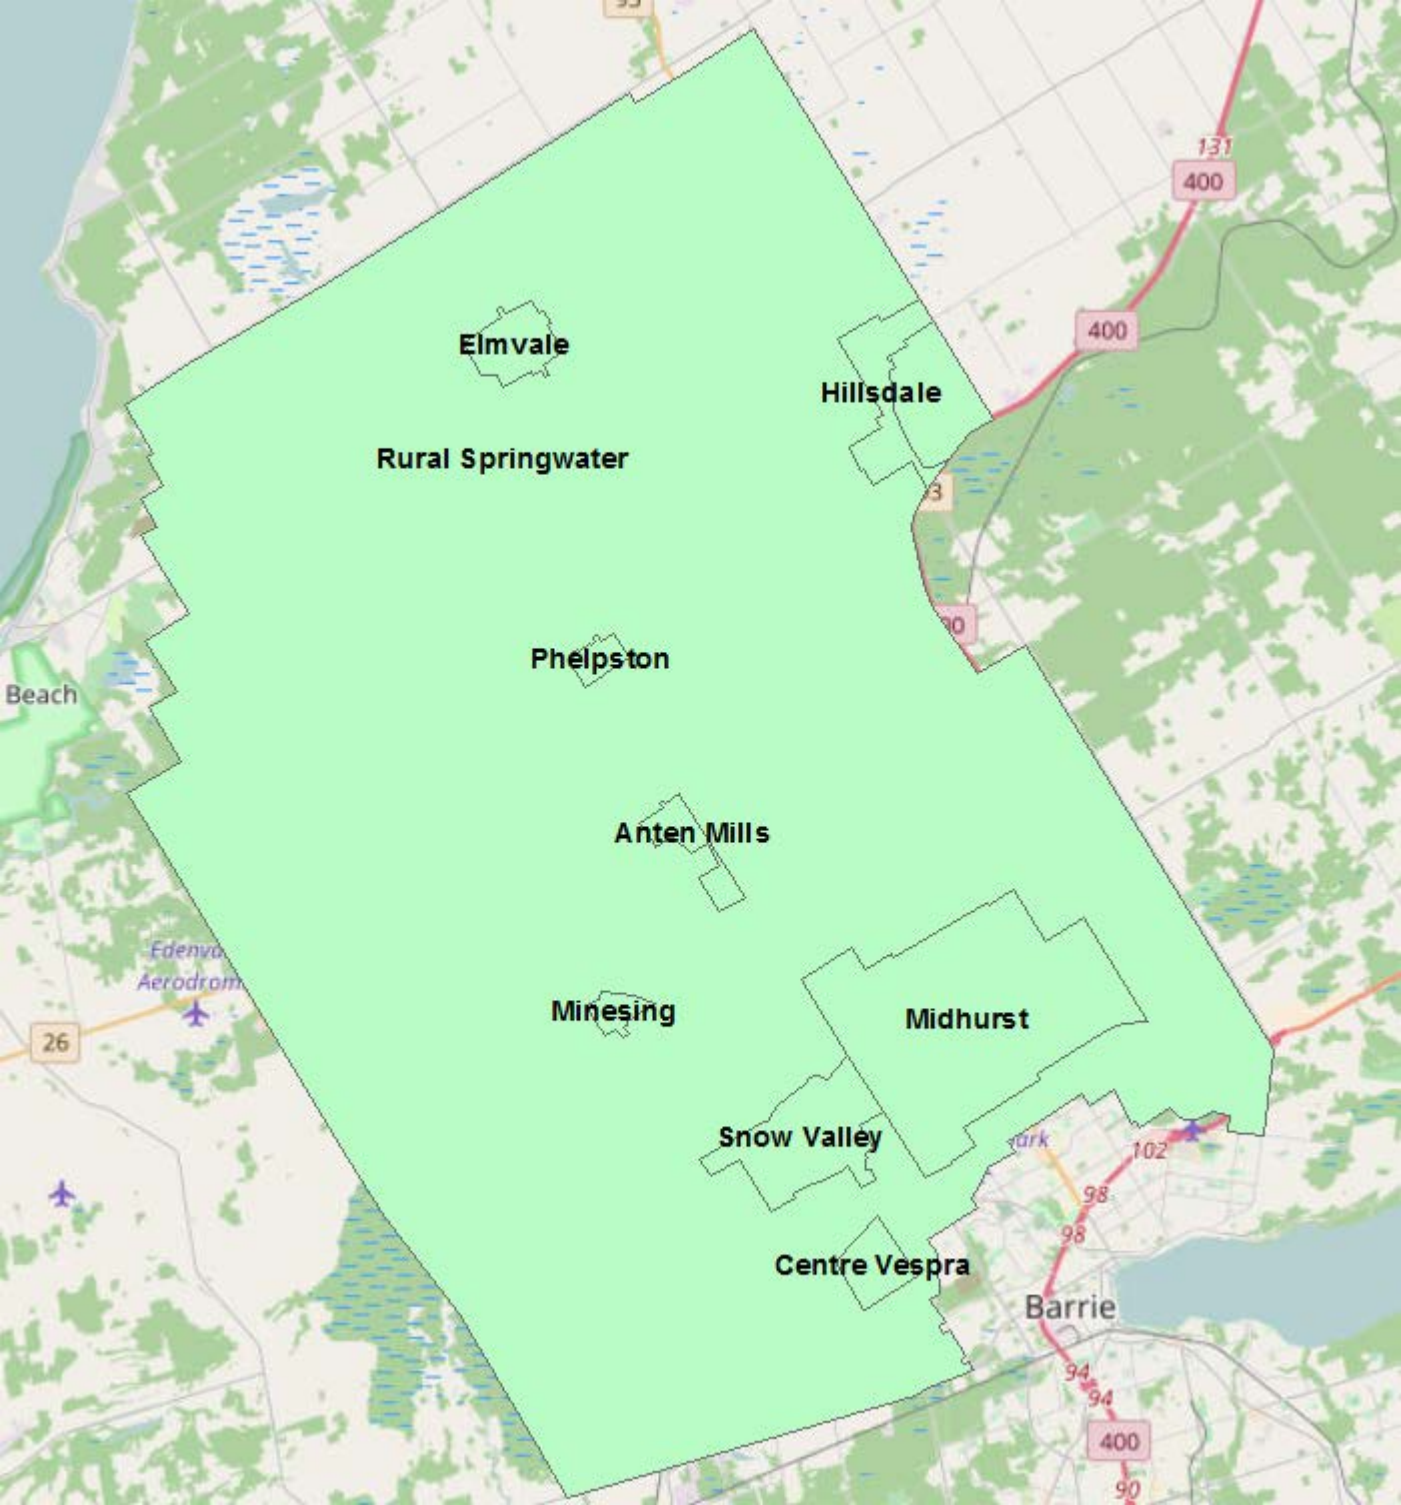 93
131
400
400
Elmvale
Hillsdale
Rural Springwater
Phelpston
Beach
Anten Mills
Minesing
Midhurst
Aerodrom
26
Snow Valley
102
98
98
Centre Vespra
Barrie
94
94
400
90